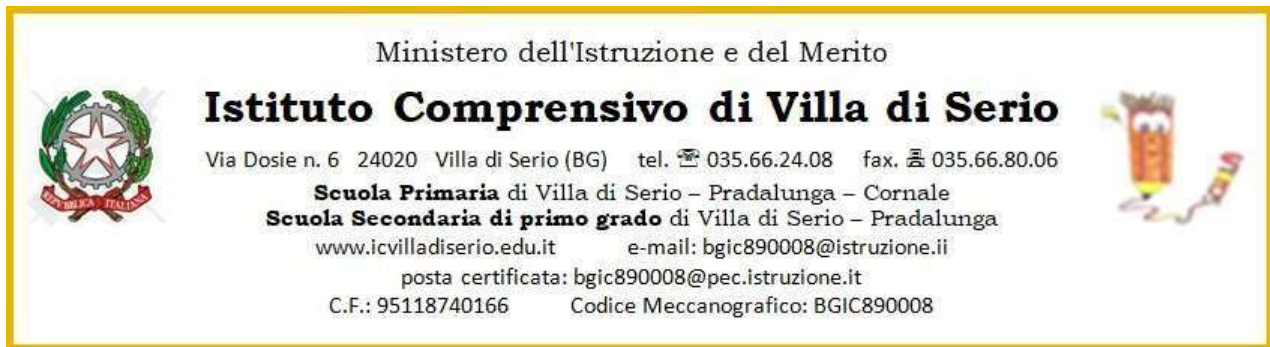 Ministero dell'Istruzione e del Merito
Istituto Comprensivo di Villa di Serio
Via Dosie n. 6 24020 Villa di Serio (BG) tel. ☏ 035.66.24.08 fax. 035.66.80.06
Scuola Primaria di Villa di Serio – Pradalunga – Cornale
Scuola Secondaria di primo grado di Villa di Serio – Pradalunga
www.icvilladiserio.edu.it e-mail: bgic890008@istruzione.ii
posta certificata: bgic890008@pec.istruzione.it
C.F.: 95118740166 Codice Meccanografico: BGIC890008
REPVBBLICA ITALIANA